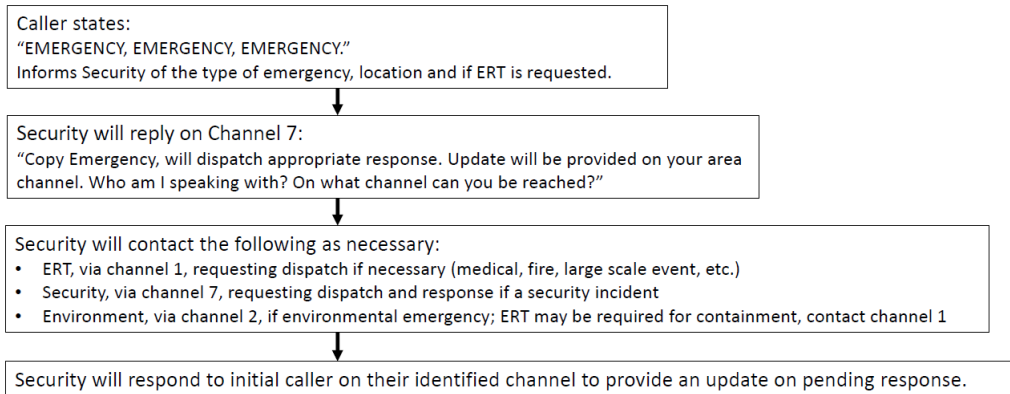 Caller states:
“EMERGENCY, EMERGENCY, EMERGENCY.”
Informs Security of the type of emergency, location and if ERT is requested.
Security will reply on Channel 7:
“Copy Emergency, will dispatch appropriate response. Update will be provided on your area
channel. Who am I speaking with? On what channel can you be reached?”
Security will contact the following as necessary:
• ERT, via channel 1, requesting dispatch if necessary (medical, fire, large scale event, etc.)
• Security, via channel 7, requesting dispatch and response if a security incident
• Environment, via channel 2, if environmental emergency; ERT may be required for containment, contact channel 1
Security will respond to initial caller on their identified channel to provide an update on pending response.